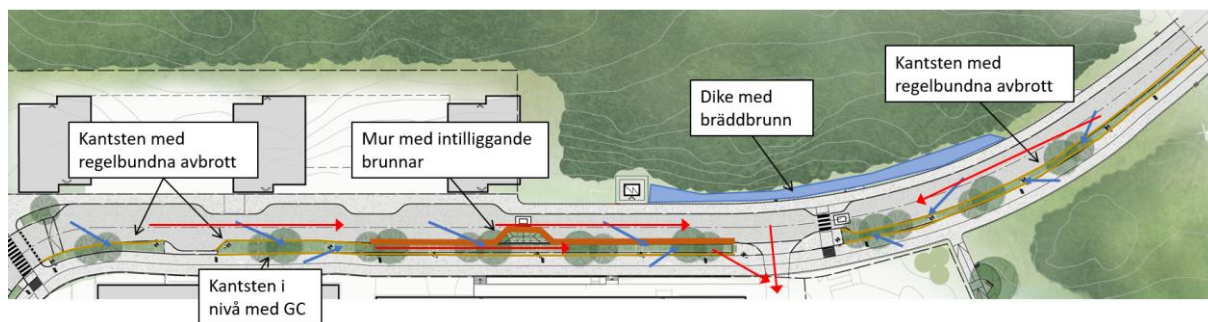 Kantsten med
regelbundna avbrott
Mur med intilliggande
brunnar
Dike med
bräddbrunn
Kantsten med
regelbundna avbrott
Kantsten i
nivå med GC